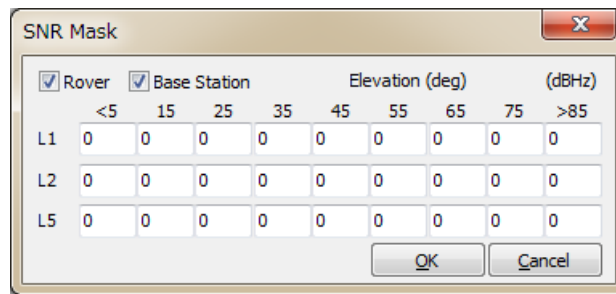 SNR Mask
Rover Base Station Elevation (deg) (dBHz)
<5 15 25 35 45 55 65 75 >85
L1 0 0 0 0 0 0 0 0 0
L2 0 0 0 0 0 0 0 0 0
L5 0 0 0 0 0 0 0 0 0
OK Cancel